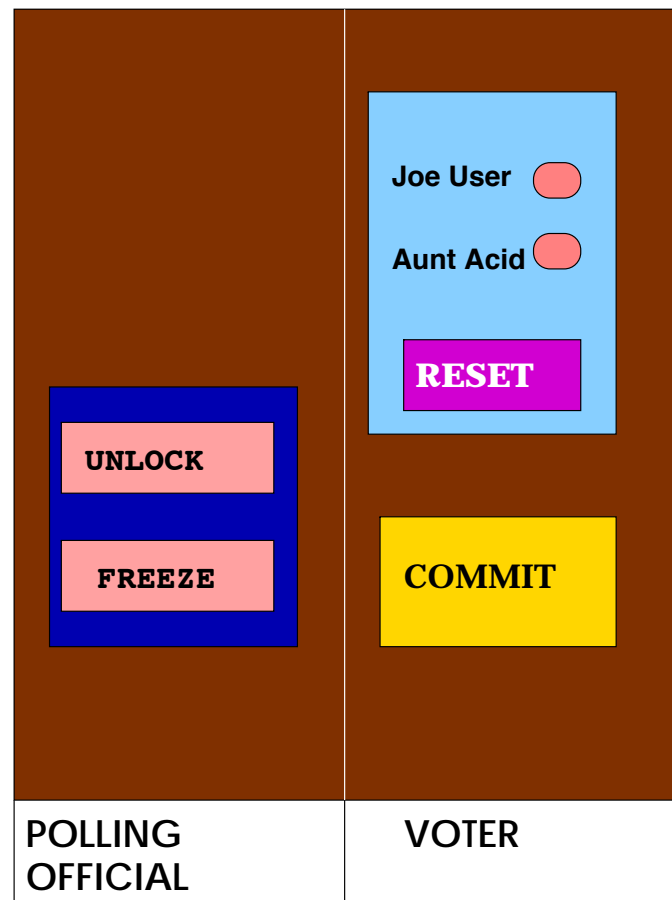 Joe User
Aunt Acid
RESET
UNLOCK
FREEZE
COMMIT
POLLING
OFFICIAL
VOTER